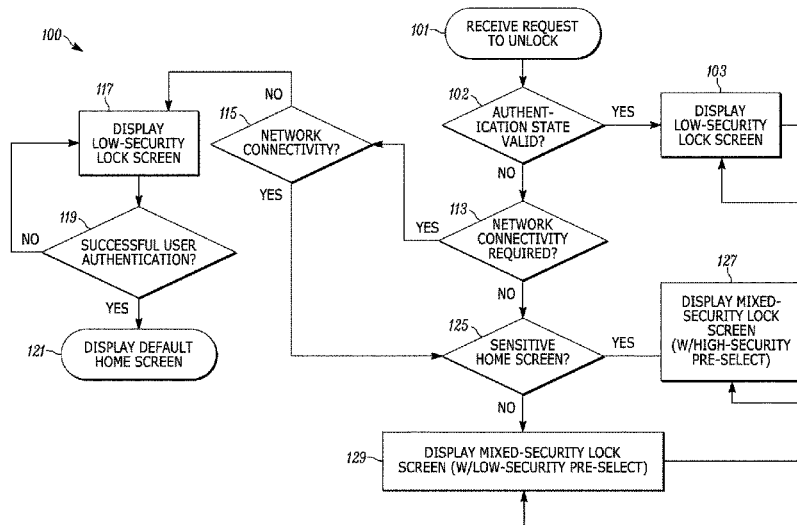 100
101
RECEIVE REQUEST
TO UNLOCK
102
AUTHENT-
ICATION STATE
VALID?
YES
NO
103
DISPLAY
LOW-SECURITY
LOCK SCREEN
113
NETWORK
CONNECTIVITY
REQUIRED?
YES
NO
115
NETWORK
CONNECTIVITY?
NO
YES
117
DISPLAY
LOW-SECURITY
LOCK SCREEN
119
SUCCESSFUL USER
AUTHENTICATION?
NO
YES
121
DISPLAY DEFAULT
HOME SCREEN
125
SENSITIVE
HOME SCREEN?
YES
NO
127
DISPLAY MIXED-
SECURITY LOCK
SCREEN
(W/HIGH-SECURITY
PRE-SELECT)
129
DISPLAY MIXED-SECURITY LOCK
SCREEN (W/LOW-SECURITY PRE-SELECT)